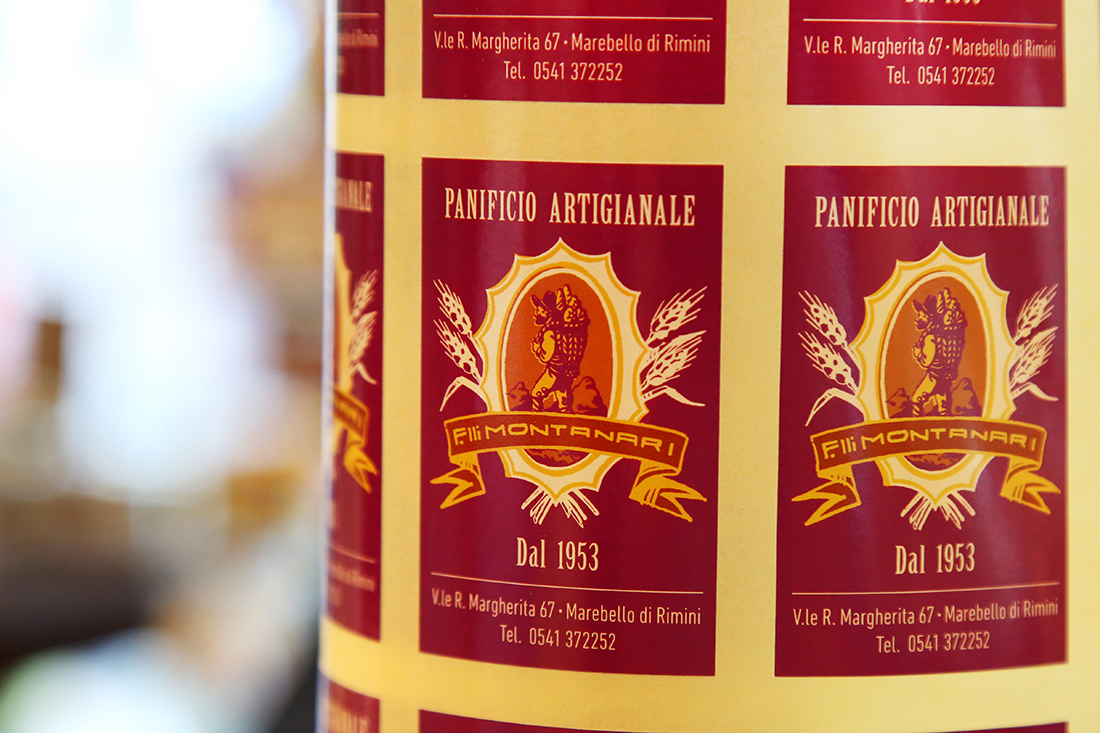 Dal 1953
V.le R. Margherita 67 • Marebello di Rimini
Tel. 0541 372252
V.le R. Margherita 67 • Marebello di Rimini
Tel. 0541 372252
PANIFICIO ARTIGIANALE
F.lli MONTANARI
Dal 1953
V.le R. Margherita 67 • Marebello di Rimini
Tel. 0541 372252
PANIFICIO ARTIGIANALE
F.lli MONTANARI
Dal 1953
V.le R. Margherita 67 • Marebello di Rimini
Tel. 0541 372252